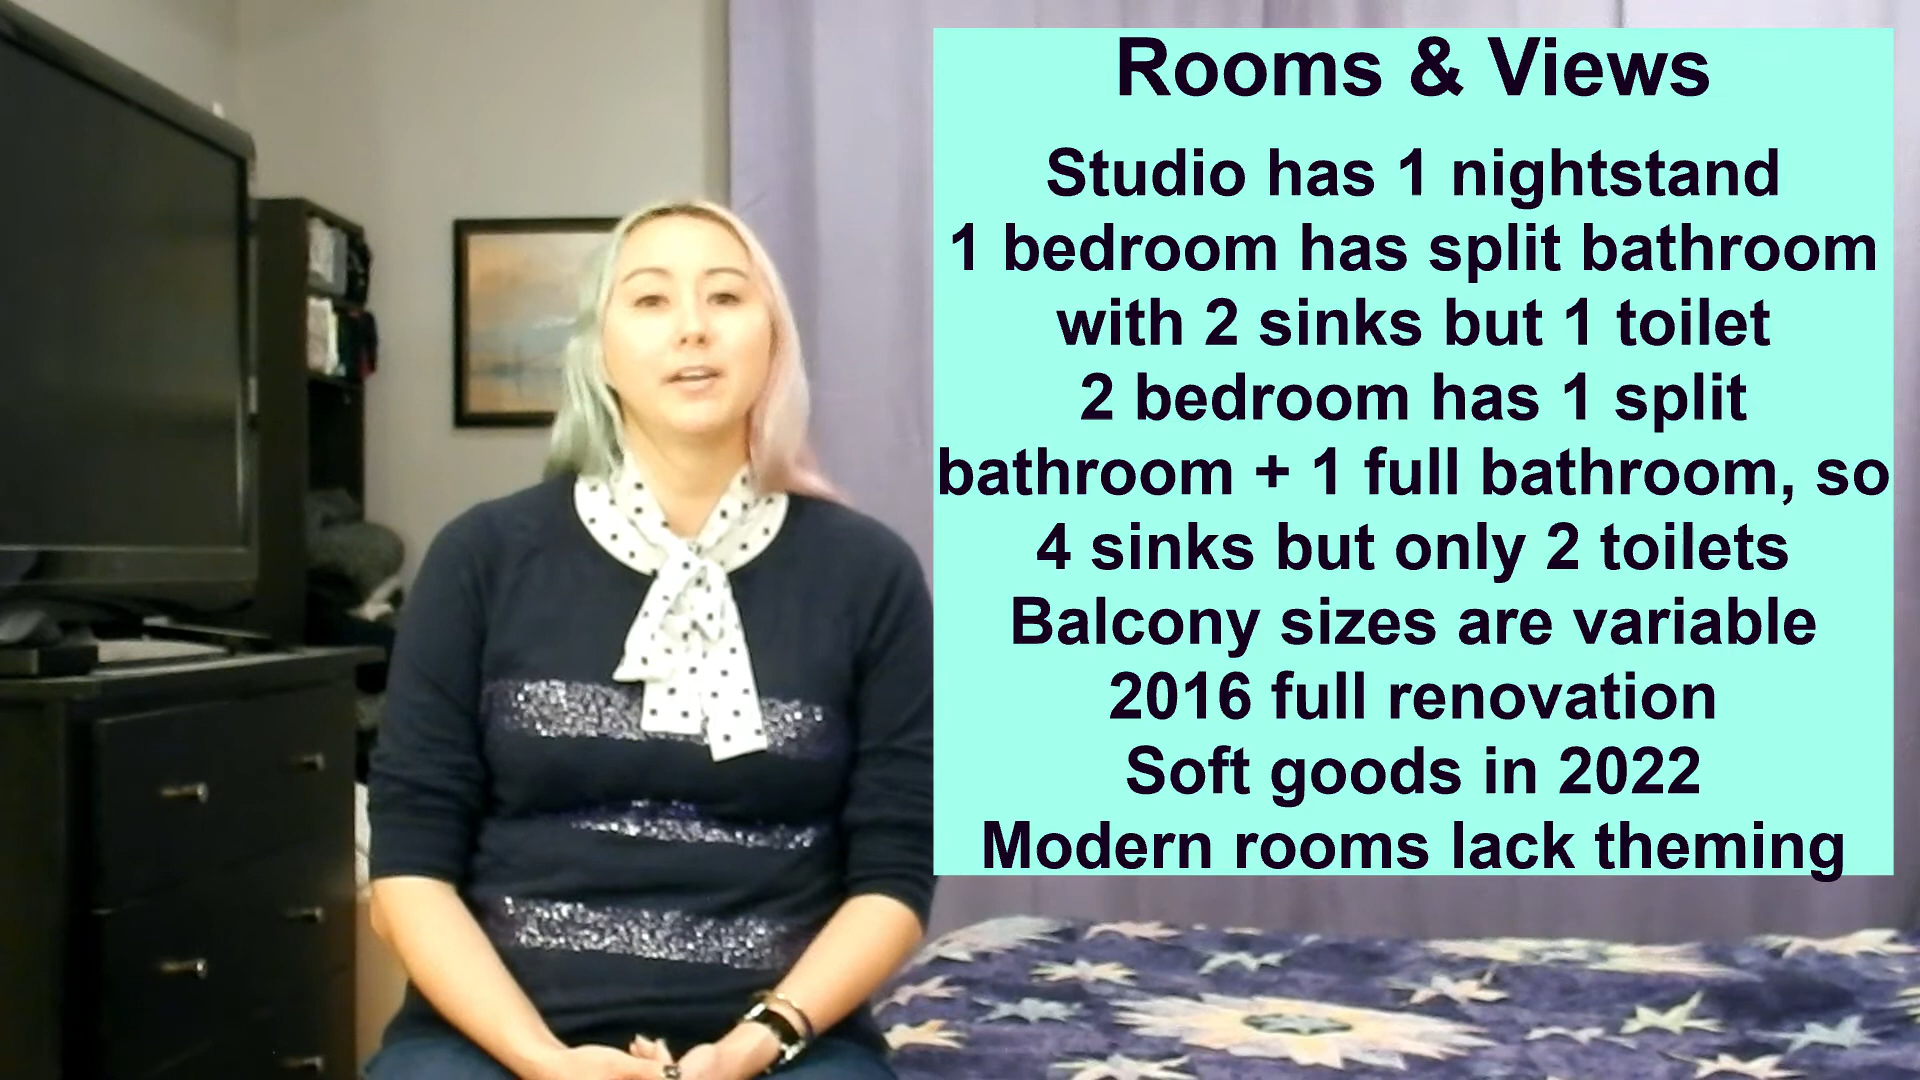 Rooms & Views
Studio has 1 nightstand
1 bedroom has split bathroom
with 2 sinks but 1 toilet
2 bedroom has 1 split
bathroom + 1 full bathroom, so
4 sinks but only 2 toilets
Balcony sizes are variable
2016 full renovation
Soft goods in 2022
Modern rooms lack theming